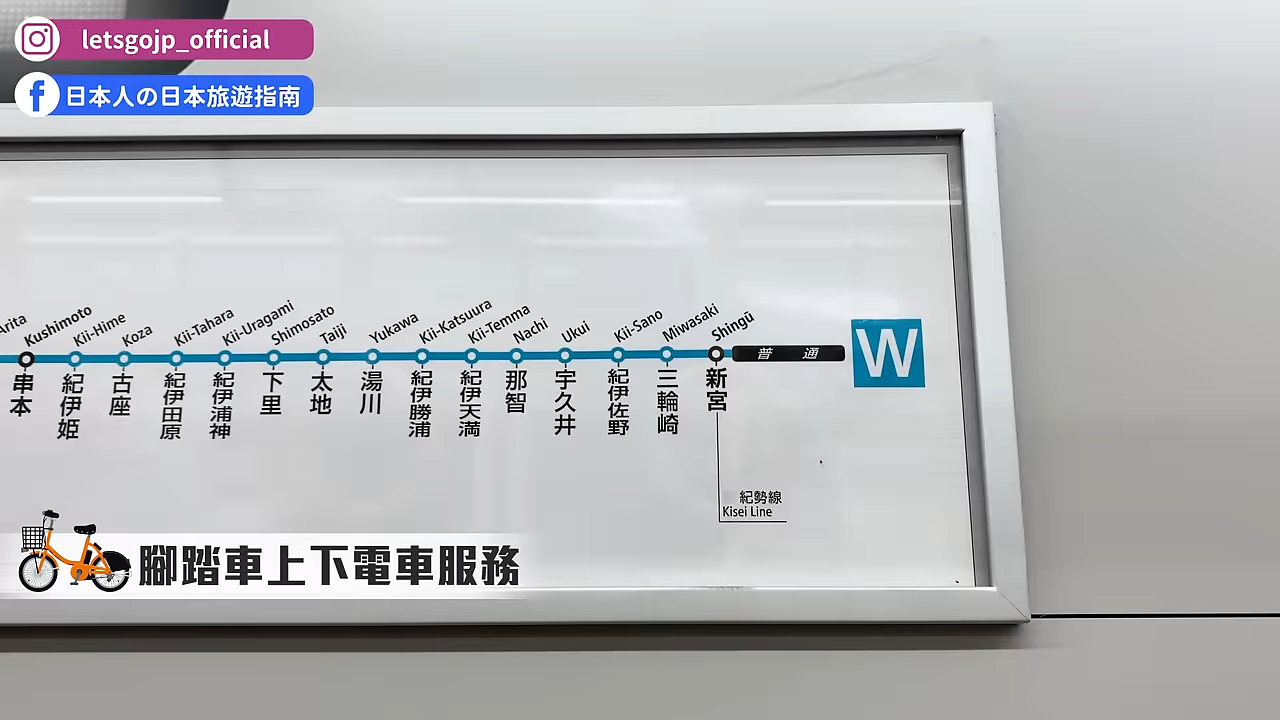 letsgojp_official
日本人の日本旅遊指南
Arita
Kushimoto
Kii-Hime
Koza
Kii-Tahara
Kii-Uragami
Shimosato
Taiji
Yukawa
Kii-Katsuura
Kii-Temma
Nachi
Ukui
Kii-Sano
Miwasaki
Shingū
普通
W
串本
紀伊姫
古座
紀伊田原
紀伊浦神
下里
太地
湯川
紀伊勝浦
紀伊天満
那智
宇久井
紀伊佐野
三輪崎
新宮
紀勢線
Kisei Line
腳踏車上下電車服務